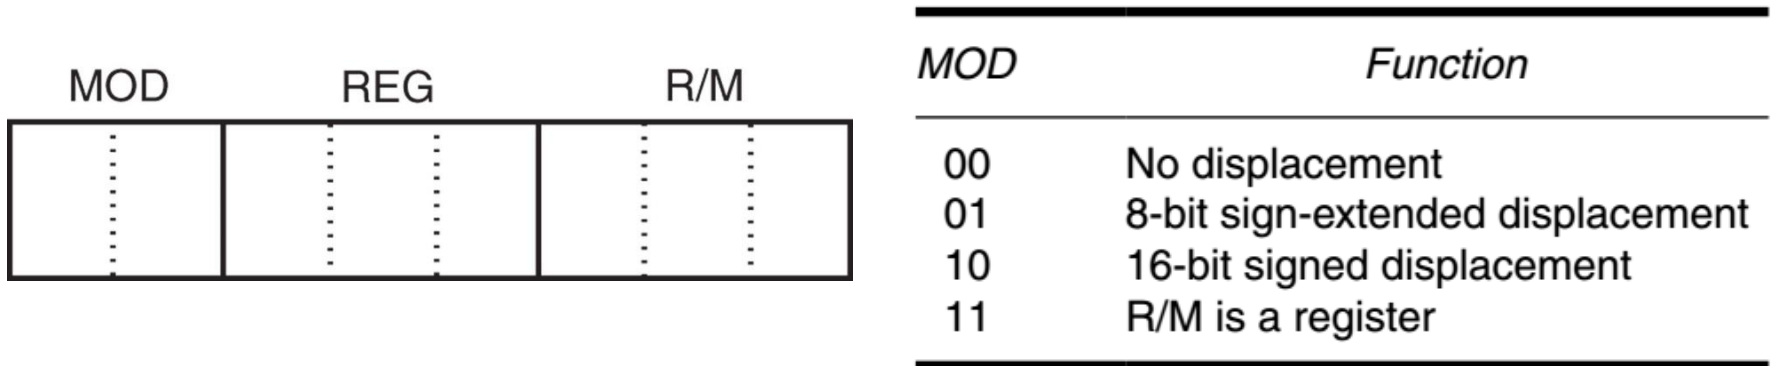 MOD REG R/M
MOD Function
00 No displacement
01 8-bit sign-extended displacement
10 16-bit signed displacement
11 R/M is a register